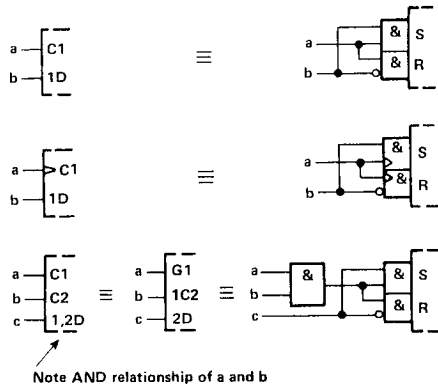 a C1 ≡ & S
a
b 1D b & R
a C1 ≡ & S
a
b 1D b & R
a C1 ≡ a G1 ≡ a & & S
b C2 b 1C2 b & R
c 1,2D c 2D c
Note AND relationship of a and b